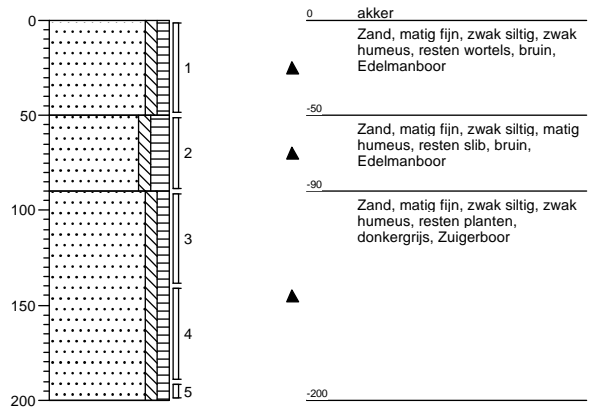 0
50
100
150
200
1
2
3
4
5
0 akker
Zand, matig fijn, zwak siltig, zwak
humeus, resten wortels, bruin,
Edelmanboor
-50
Zand, matig fijn, zwak siltig, matig
humeus, resten slib, bruin,
Edelmanboor
-90
Zand, matig fijn, zwak siltig, zwak
humeus, resten planten,
donkergrijs, Zuigerboor
-200